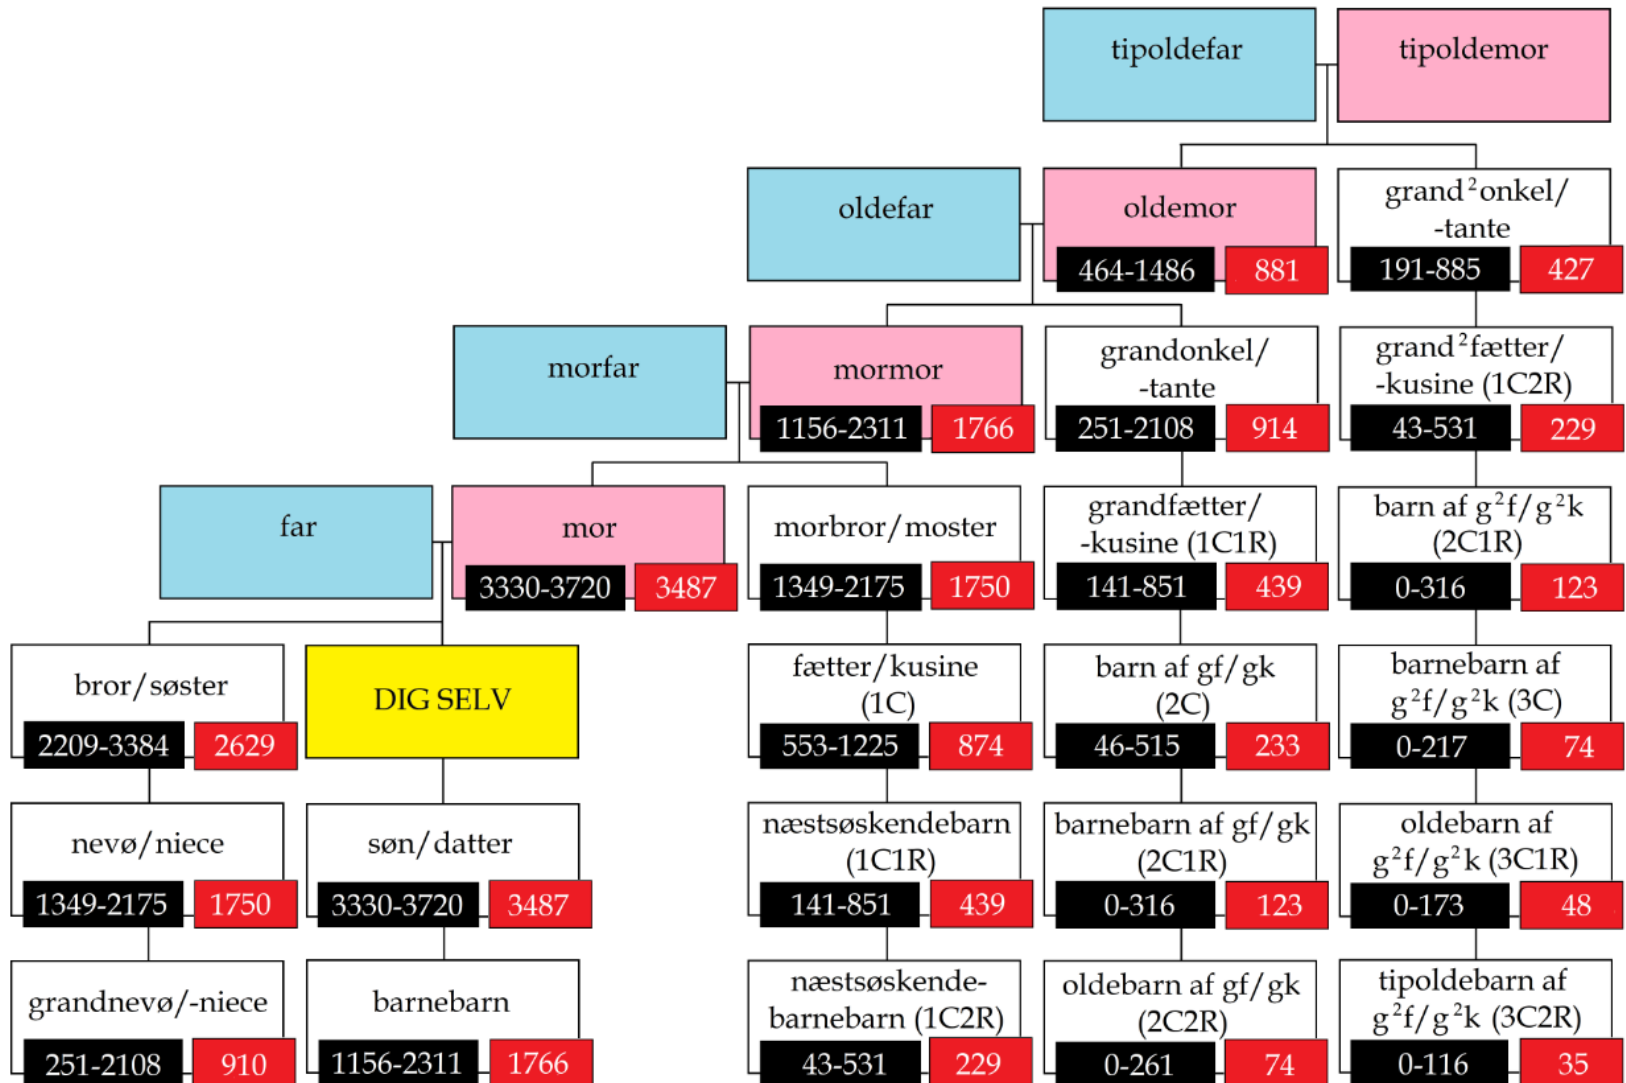 tipoldefar
tipoldemor
oldefar
oldemor
464-1486 881
grand²onkel/
-tante
191-885 427
morfar
mormor
1156-2311 1766
grandonkel/
-tante
251-2108 914
grand²fætter/
-kusine (1C2R)
43-531 229
far
mor
3330-3720 3487
morbror/moster
1349-2175 1750
grandfætter/
-kusine (1C1R)
141-851 439
barn af g²f/g²k
(2C1R)
0-316 123
bror/søster
2209-3384 2629
DIG SELV
fætter/kusine
(1C)
553-1225 874
barn af gf/gk
(2C)
46-515 233
barnebarn af
g²f/g²k (3C)
0-217 74
nevø/niece
1349-2175 1750
søn/datter
3330-3720 3487
næstsøskendebarn
(1C1R)
141-851 439
barnebarn af gf/gk
(2C1R)
0-316 123
oldebarn af
g²f/g²k (3C1R)
0-173 48
grandnevø/-niece
251-2108 910
barnebarn
1156-2311 1766
næstsøskende-
barnebarn (1C2R)
43-531 229
oldebarn af gf/gk
(2C2R)
0-261 74
tipoldebarn af
g²f/g²k (3C2R)
0-116 35